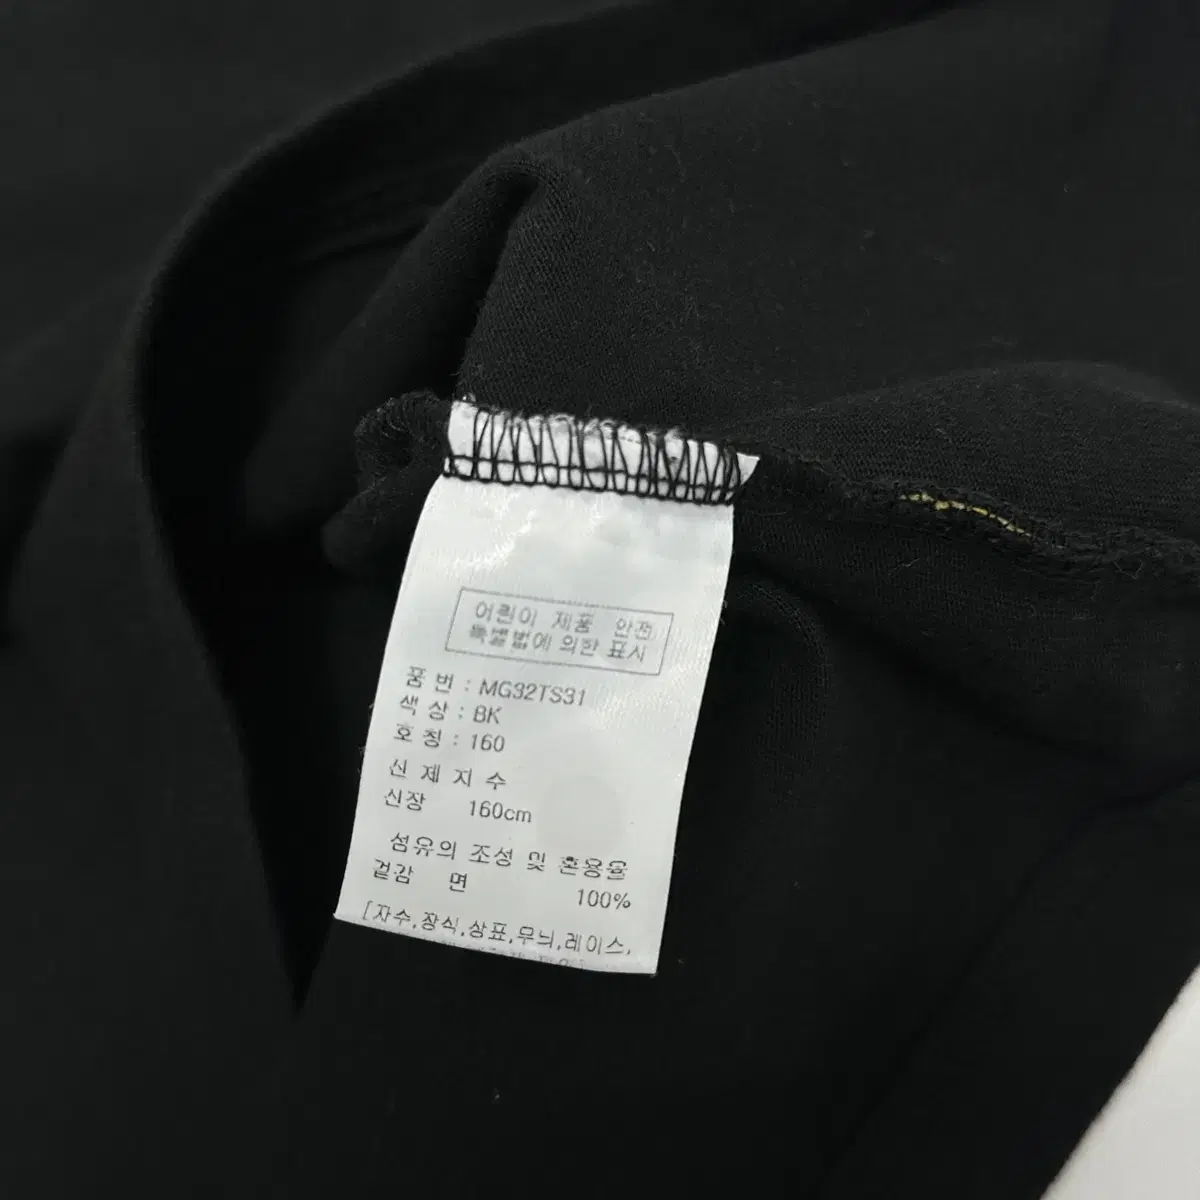 어린이 제품 안전
특별법에 의한 표시
품 번 : MG32TS31
색 상 : BK
호 칭 : 160
신 체 지 수
신장 160cm
섬유의 조성 및 혼용율
겉감 면 100%
[자수,장식,상표,무늬,레이스,